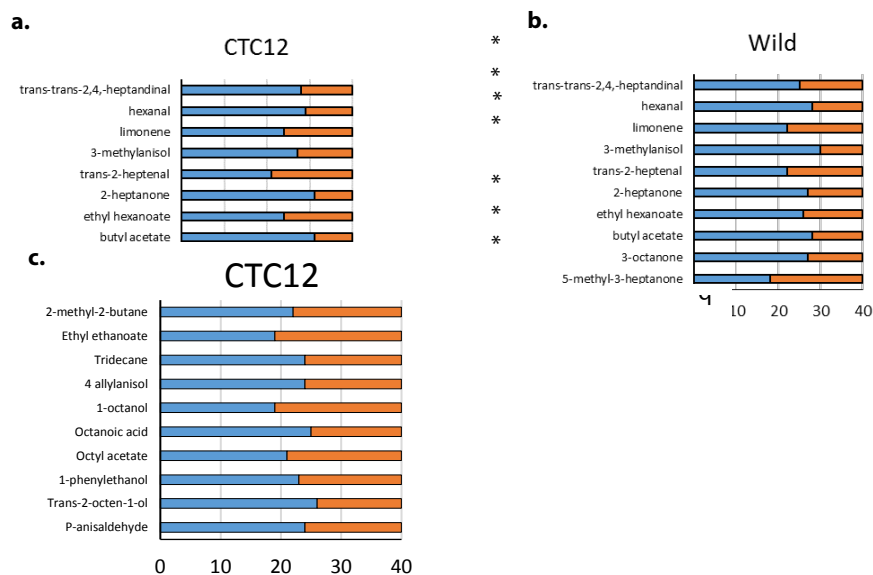 a.
CTC12
trans-trans-2,4,-heptandinal
hexanal
limonene
3-methylanisol
trans-2-heptenal
2-heptanone
ethyl hexanoate
butyl acetate
*
*
*
*
*
*
*
b.
Wild
trans-trans-2,4,-heptandinal
hexanal
limonene
3-methylanisol
trans-2-heptenal
2-heptanone
ethyl hexanoate
butyl acetate
3-octanone
5-methyl-3-heptanone
10 20 30 40
c.
CTC12
2-methyl-2-butane
Ethyl ethanoate
Tridecane
4 allylanisol
1-octanol
Octanoic acid
Octyl acetate
1-phenylethanol
Trans-2-octen-1-ol
P-anisaldehyde
0 10 20 30 40